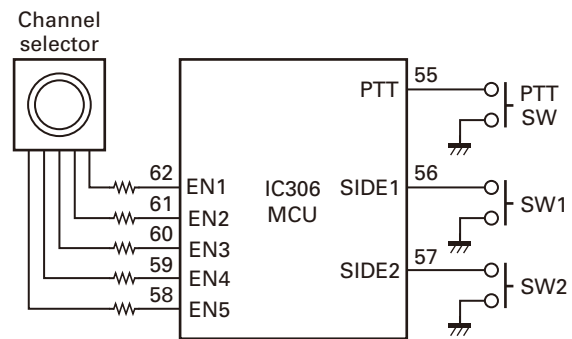 Channel
selector
62
61
60
59
58
EN1
EN2
EN3
EN4
EN5
IC306
MCU
PTT
SIDE1
SIDE2
55
56
57
PTT
SW
SW1
SW2